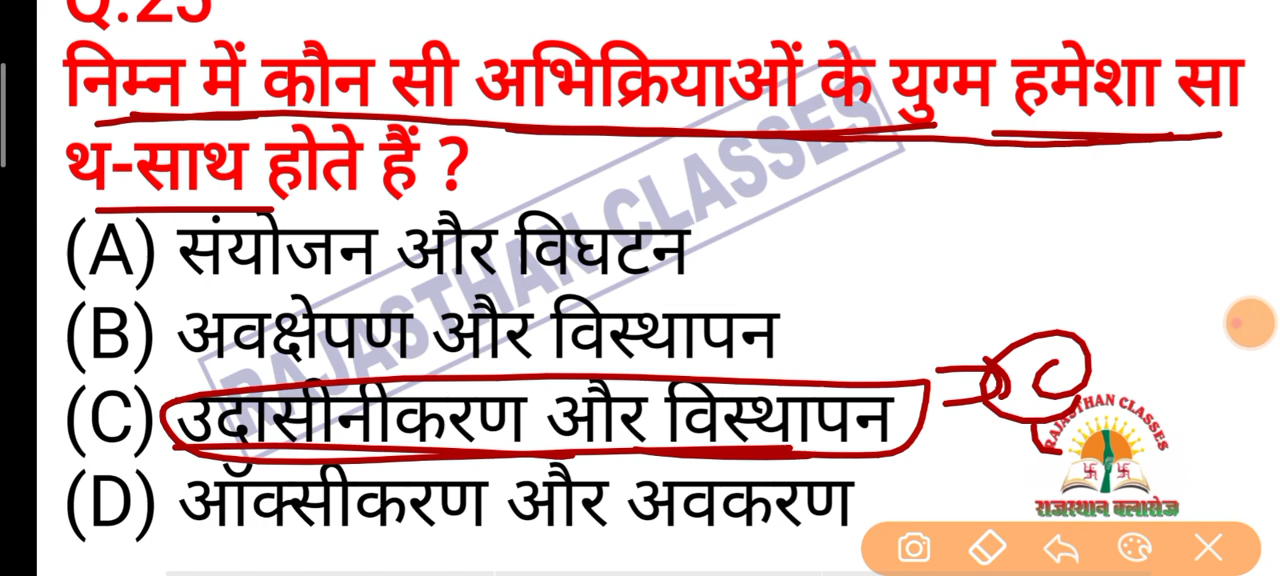 Q.25
निम्न में कौन सी अभिक्रियाओं के युग्म हमेशा सा
थ-साथ होते हैं ?
(A) संयोजन और विघटन
(B) अवक्षेपण और विस्थापन
(C) उदासीनीकरण और विस्थापन
(D) ऑक्सीकरण और अवकरण
RAJASTHAN CLASSES
RAJASTHAN CLASSES
राजस्थान क्लासेज